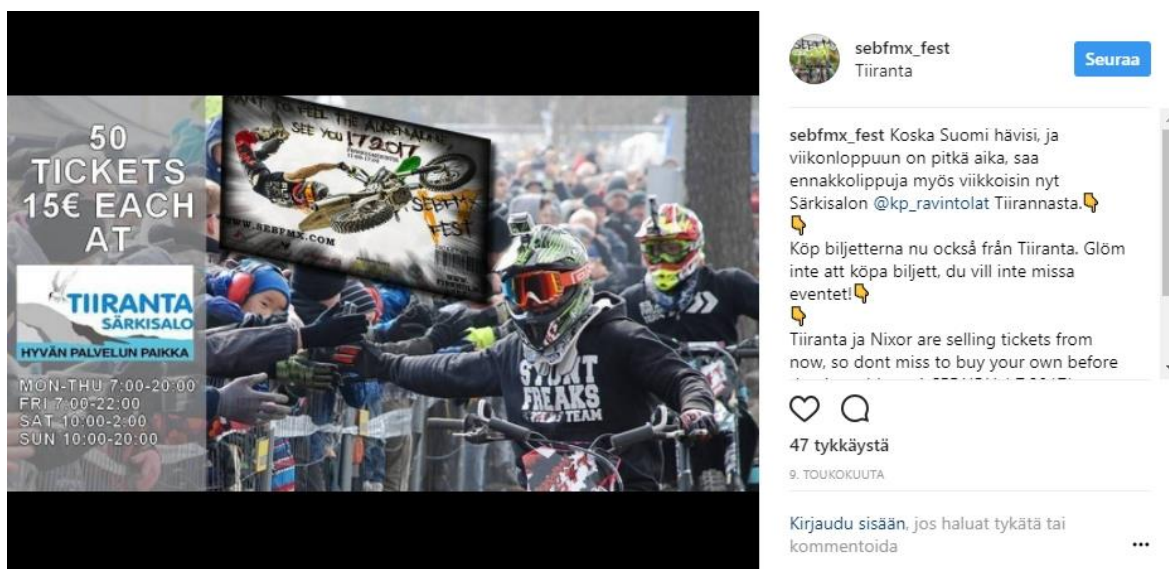 50
TICKETS
15€ EACH
AT
TIIRANTA
SÄRKISALO
HYVÄN PALVELUN PAIKKA
MON-THU 7:00-20:00
FRI 7:00-22:00
SAT 10:00-2:00
SUN 10:00-20:00
WANT TO FEEL THE ADRENALINE
SEE YOU 1 7 2017
SEBFMX
FEST
WWW.SEBFMX.COM
STUNT
FREAKS
TEAM
sebfmx_fest
Tiiranta
Seuraa
sebfmx_fest Koska Suomi hävisi, ja
viikonloppuun on pitkä aika, saa
ennakkolippuja myös viikkoisin nyt
Särkisalon @kp_ravintolat Tiirannasta.👇
👇
Köp biljetterna nu också från Tiiranta. Glöm
inte att köpa biljett, du vill inte missa
eventet!👇
👇
Tiiranta ja Nixor are selling tickets from
now, so dont miss to buy your own before
47 tykkäystä
9. TOUKOKUUTA
Kirjaudu sisään, jos haluat tykätä tai
kommentoida